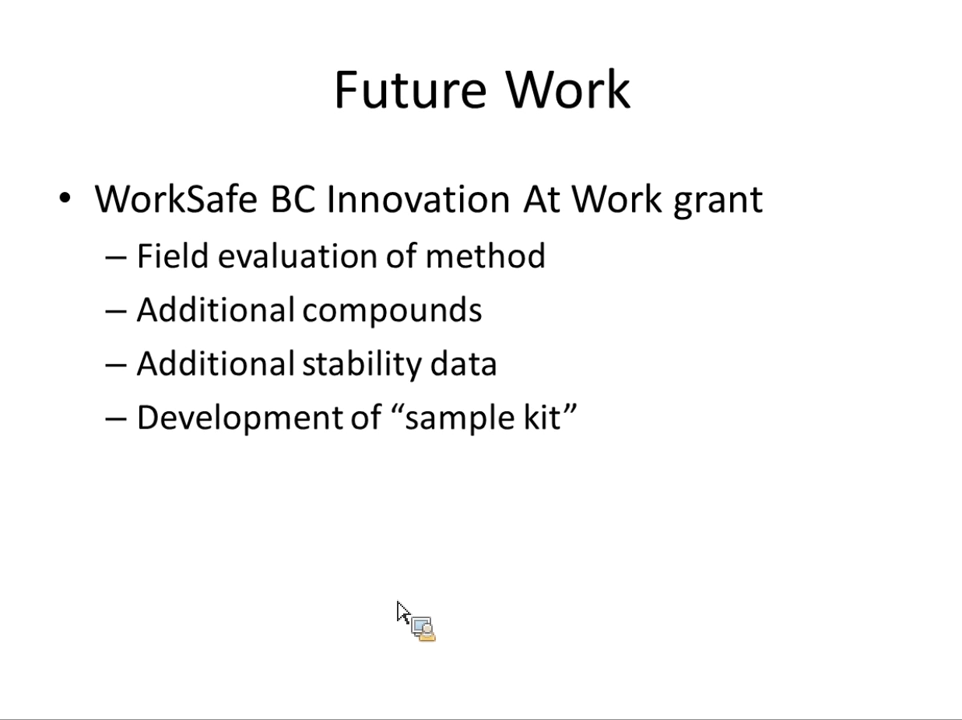 Future Work
• WorkSafe BC Innovation At Work grant
– Field evaluation of method
– Additional compounds
– Additional stability data
– Development of “sample kit”